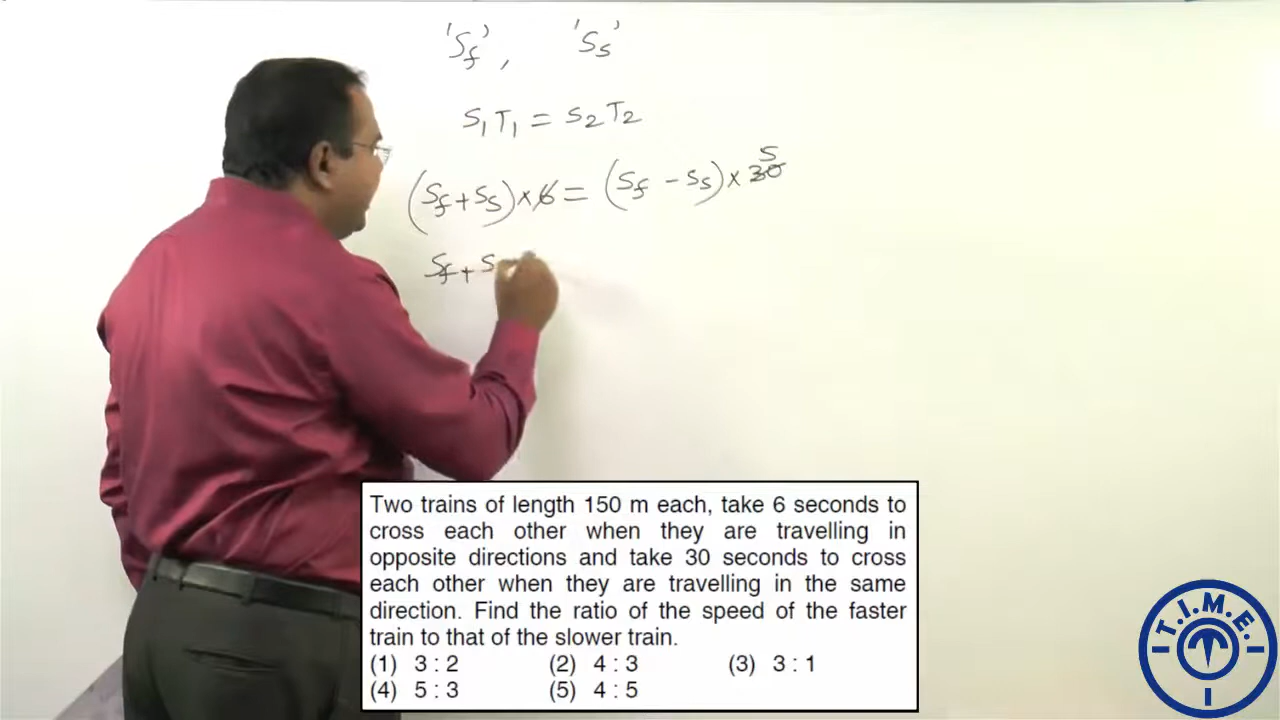 'Sf', 'Ss'
S1T1 = S2T2
5
(Sf + Ss) × 6 = (Sf - Ss) × 30
Sf + S
Two trains of length 150 m each, take 6 seconds to
cross each other when they are travelling in
opposite directions and take 30 seconds to cross
each other when they are travelling in the same
direction. Find the ratio of the speed of the faster
train to that of the slower train.
(1) 3 : 2 (2) 4 : 3 (3) 3 : 1
(4) 5 : 3 (5) 4 : 5
T.I.M.E.